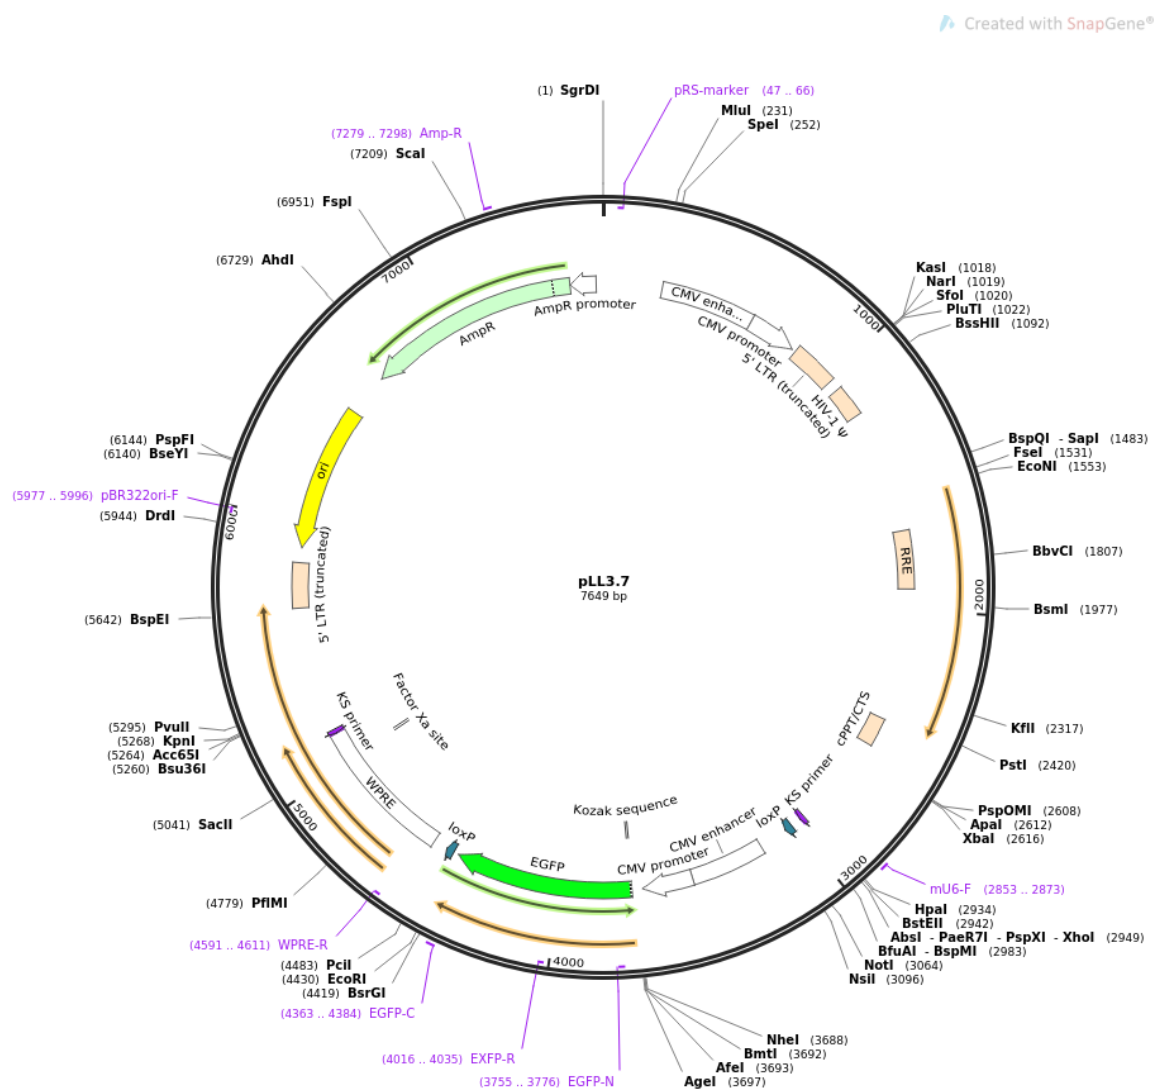 Created with SnapGene®
(1) SgrDI
pRS-marker (47 .. 66)
MluI (231)
SpeI (252)
(7279 .. 7298) Amp-R
(7209) ScaI
(6951) FspI
(6729) AhdI
7000
AmpR
AmpR promoter
CMV enha...
CMV promoter
5' LTR (truncated)
HIV-1 Ψ
1000
KasI (1018)
NarI (1019)
SfoI (1020)
PluTI (1022)
BssHII (1092)
BspQI - SapI (1483)
FseI (1531)
EcoNI (1553)
(6144) PspFI
(6140) BseYI
(5977 .. 5996) pBR322ori-F
(5944) DrdI
6000
ori
5' LTR (truncated)
RRE
BbvCI (1807)
2000
BsmI (1977)
pLL3.7
7649 bp
(5642) BspEI
KfII (2317)
PstI (2420)
cPPT/CTS
KS primer
Factor Xa site
(5295) PvuII
(5268) KpnI
(5264) Acc65I
(5260) Bsu36I
(5041) SacII
5000
WPRE
loxP
EGFP
Kozak sequence
CMV enhancer
CMV promoter
loxP
KS primer
PspOMI (2608)
ApaI (2612)
XbaI (2616)
3000
mU6-F (2853 .. 2873)
HpaI (2934)
BstEII (2942)
AbsI - PaeR7I - PspXI - XhoI (2949)
BfuAI - BspMI (2983)
NotI (3064)
NsiI (3096)
(4779) PflMI
(4591 .. 4611) WPRE-R
(4483) PciI
(4430) EcoRI
(4419) BsrGI
(4363 .. 4384) EGFP-C
4000
(4016 .. 4035) EXFP-R
(3755 .. 3776) EGFP-N
NheI (3688)
BmtI (3692)
AfeI (3693)
AgeI (3697)